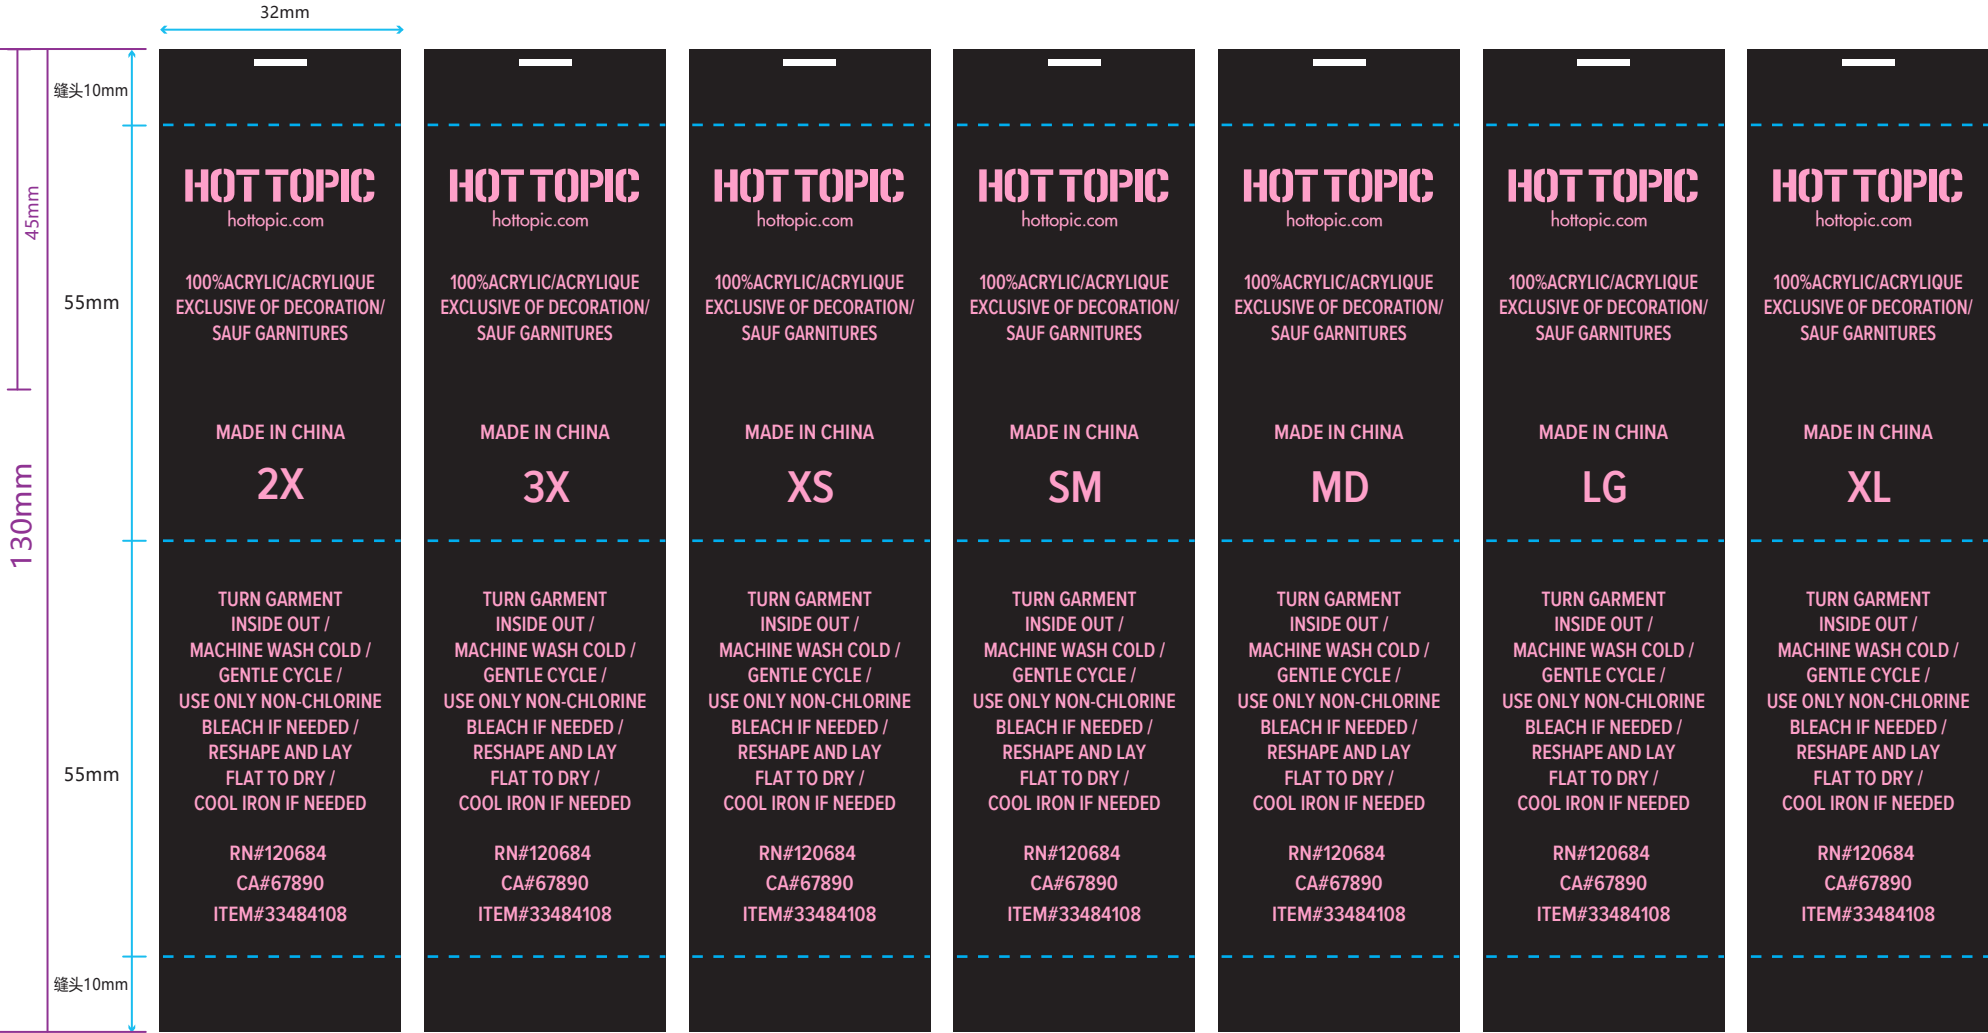 32mm
缝头10mm
45mm
55mm
130mm
55mm
缝头10mm
HOT TOPIC
hottopic.com
100%ACRYLIC/ACRYLIQUE
EXCLUSIVE OF DECORATION/
SAUF GARNITURES
MADE IN CHINA
2X
TURN GARMENT
INSIDE OUT /
MACHINE WASH COLD /
GENTLE CYCLE /
USE ONLY NON-CHLORINE
BLEACH IF NEEDED /
RESHAPE AND LAY
FLAT TO DRY /
COOL IRON IF NEEDED
RN#120684
CA#67890
ITEM#33484108
HOT TOPIC
hottopic.com
100%ACRYLIC/ACRYLIQUE
EXCLUSIVE OF DECORATION/
SAUF GARNITURES
MADE IN CHINA
3X
TURN GARMENT
INSIDE OUT /
MACHINE WASH COLD /
GENTLE CYCLE /
USE ONLY NON-CHLORINE
BLEACH IF NEEDED /
RESHAPE AND LAY
FLAT TO DRY /
COOL IRON IF NEEDED
RN#120684
CA#67890
ITEM#33484108
HOT TOPIC
hottopic.com
100%ACRYLIC/ACRYLIQUE
EXCLUSIVE OF DECORATION/
SAUF GARNITURES
MADE IN CHINA
XS
TURN GARMENT
INSIDE OUT /
MACHINE WASH COLD /
GENTLE CYCLE /
USE ONLY NON-CHLORINE
BLEACH IF NEEDED /
RESHAPE AND LAY
FLAT TO DRY /
COOL IRON IF NEEDED
RN#120684
CA#67890
ITEM#33484108
HOT TOPIC
hottopic.com
100%ACRYLIC/ACRYLIQUE
EXCLUSIVE OF DECORATION/
SAUF GARNITURES
MADE IN CHINA
SM
TURN GARMENT
INSIDE OUT /
MACHINE WASH COLD /
GENTLE CYCLE /
USE ONLY NON-CHLORINE
BLEACH IF NEEDED /
RESHAPE AND LAY
FLAT TO DRY /
COOL IRON IF NEEDED
RN#120684
CA#67890
ITEM#33484108
HOT TOPIC
hottopic.com
100%ACRYLIC/ACRYLIQUE
EXCLUSIVE OF DECORATION/
SAUF GARNITURES
MADE IN CHINA
MD
TURN GARMENT
INSIDE OUT /
MACHINE WASH COLD /
GENTLE CYCLE /
USE ONLY NON-CHLORINE
BLEACH IF NEEDED /
RESHAPE AND LAY
FLAT TO DRY /
COOL IRON IF NEEDED
RN#120684
CA#67890
ITEM#33484108
HOT TOPIC
hottopic.com
100%ACRYLIC/ACRYLIQUE
EXCLUSIVE OF DECORATION/
SAUF GARNITURES
MADE IN CHINA
LG
TURN GARMENT
INSIDE OUT /
MACHINE WASH COLD /
GENTLE CYCLE /
USE ONLY NON-CHLORINE
BLEACH IF NEEDED /
RESHAPE AND LAY
FLAT TO DRY /
COOL IRON IF NEEDED
RN#120684
CA#67890
ITEM#33484108
HOT TOPIC
hottopic.com
100%ACRYLIC/ACRYLIQUE
EXCLUSIVE OF DECORATION/
SAUF GARNITURES
MADE IN CHINA
XL
TURN GARMENT
INSIDE OUT /
MACHINE WASH COLD /
GENTLE CYCLE /
USE ONLY NON-CHLORINE
BLEACH IF NEEDED /
RESHAPE AND LAY
FLAT TO DRY /
COOL IRON IF NEEDED
RN#120684
CA#67890
ITEM#33484108